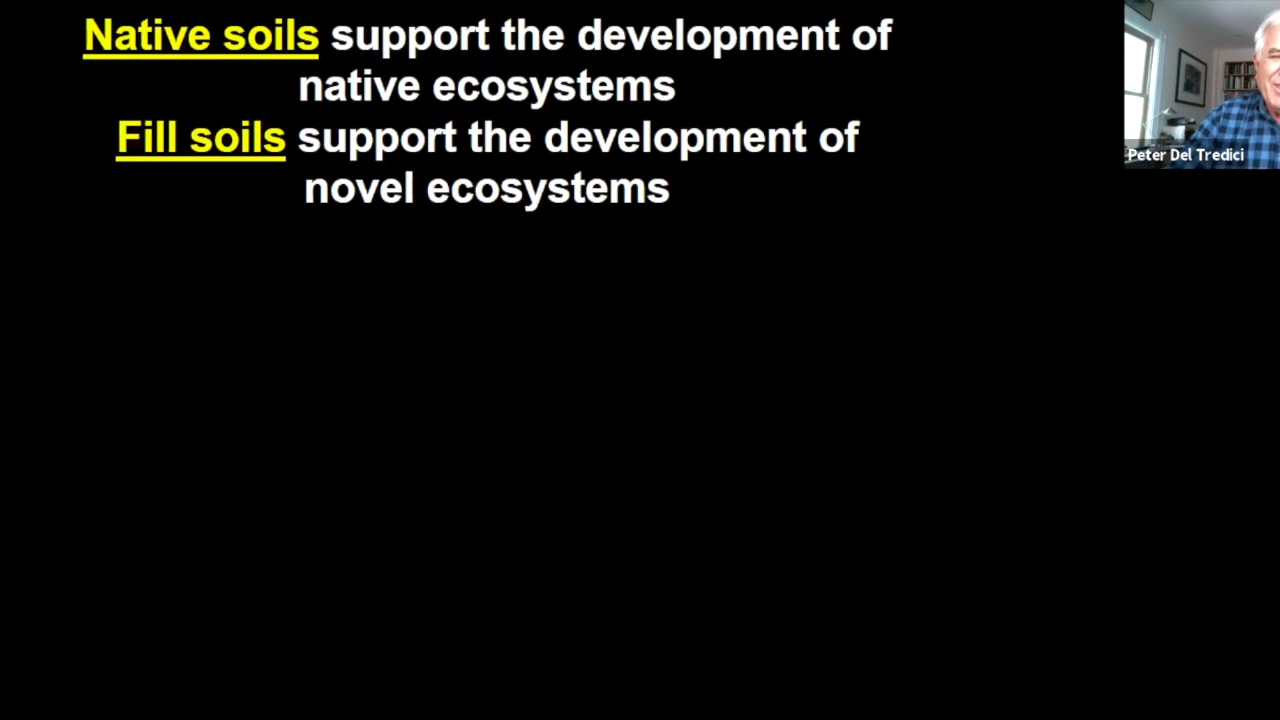 Native soils support the development of
native ecosystems
Fill soils support the development of
novel ecosystems
Peter Del Tredici